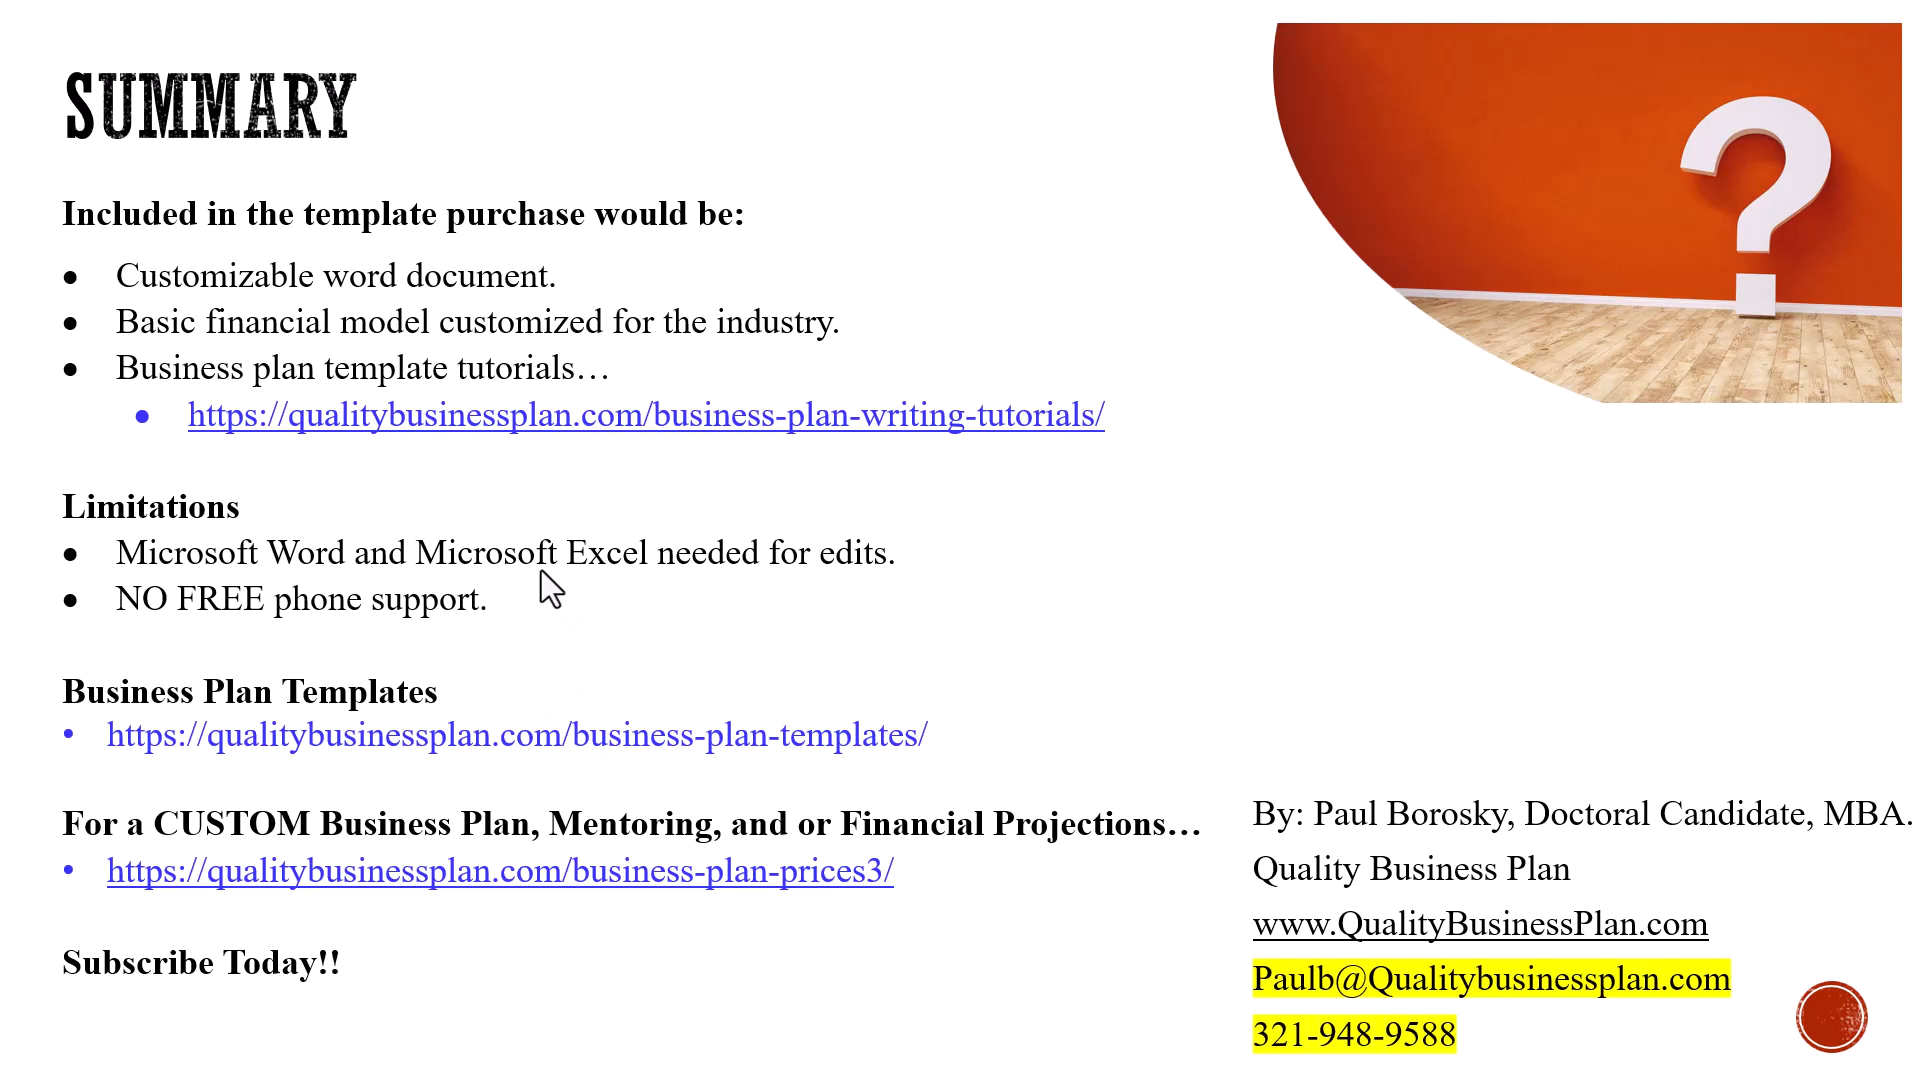 SUMMARY
Included in the template purchase would be:
● Customizable word document.
● Basic financial model customized for the industry.
● Business plan template tutorials…
● https://qualitybusinessplan.com/business-plan-writing-tutorials/
Limitations
● Microsoft Word and Microsoft Excel needed for edits.
● NO FREE phone support.
Business Plan Templates
• https://qualitybusinessplan.com/business-plan-templates/
For a CUSTOM Business Plan, Mentoring, and or Financial Projections…
• https://qualitybusinessplan.com/business-plan-prices3/
Subscribe Today!!
By: Paul Borosky, Doctoral Candidate, MBA.
Quality Business Plan
www.QualityBusinessPlan.com
Paulb@Qualitybusinessplan.com
321-948-9588